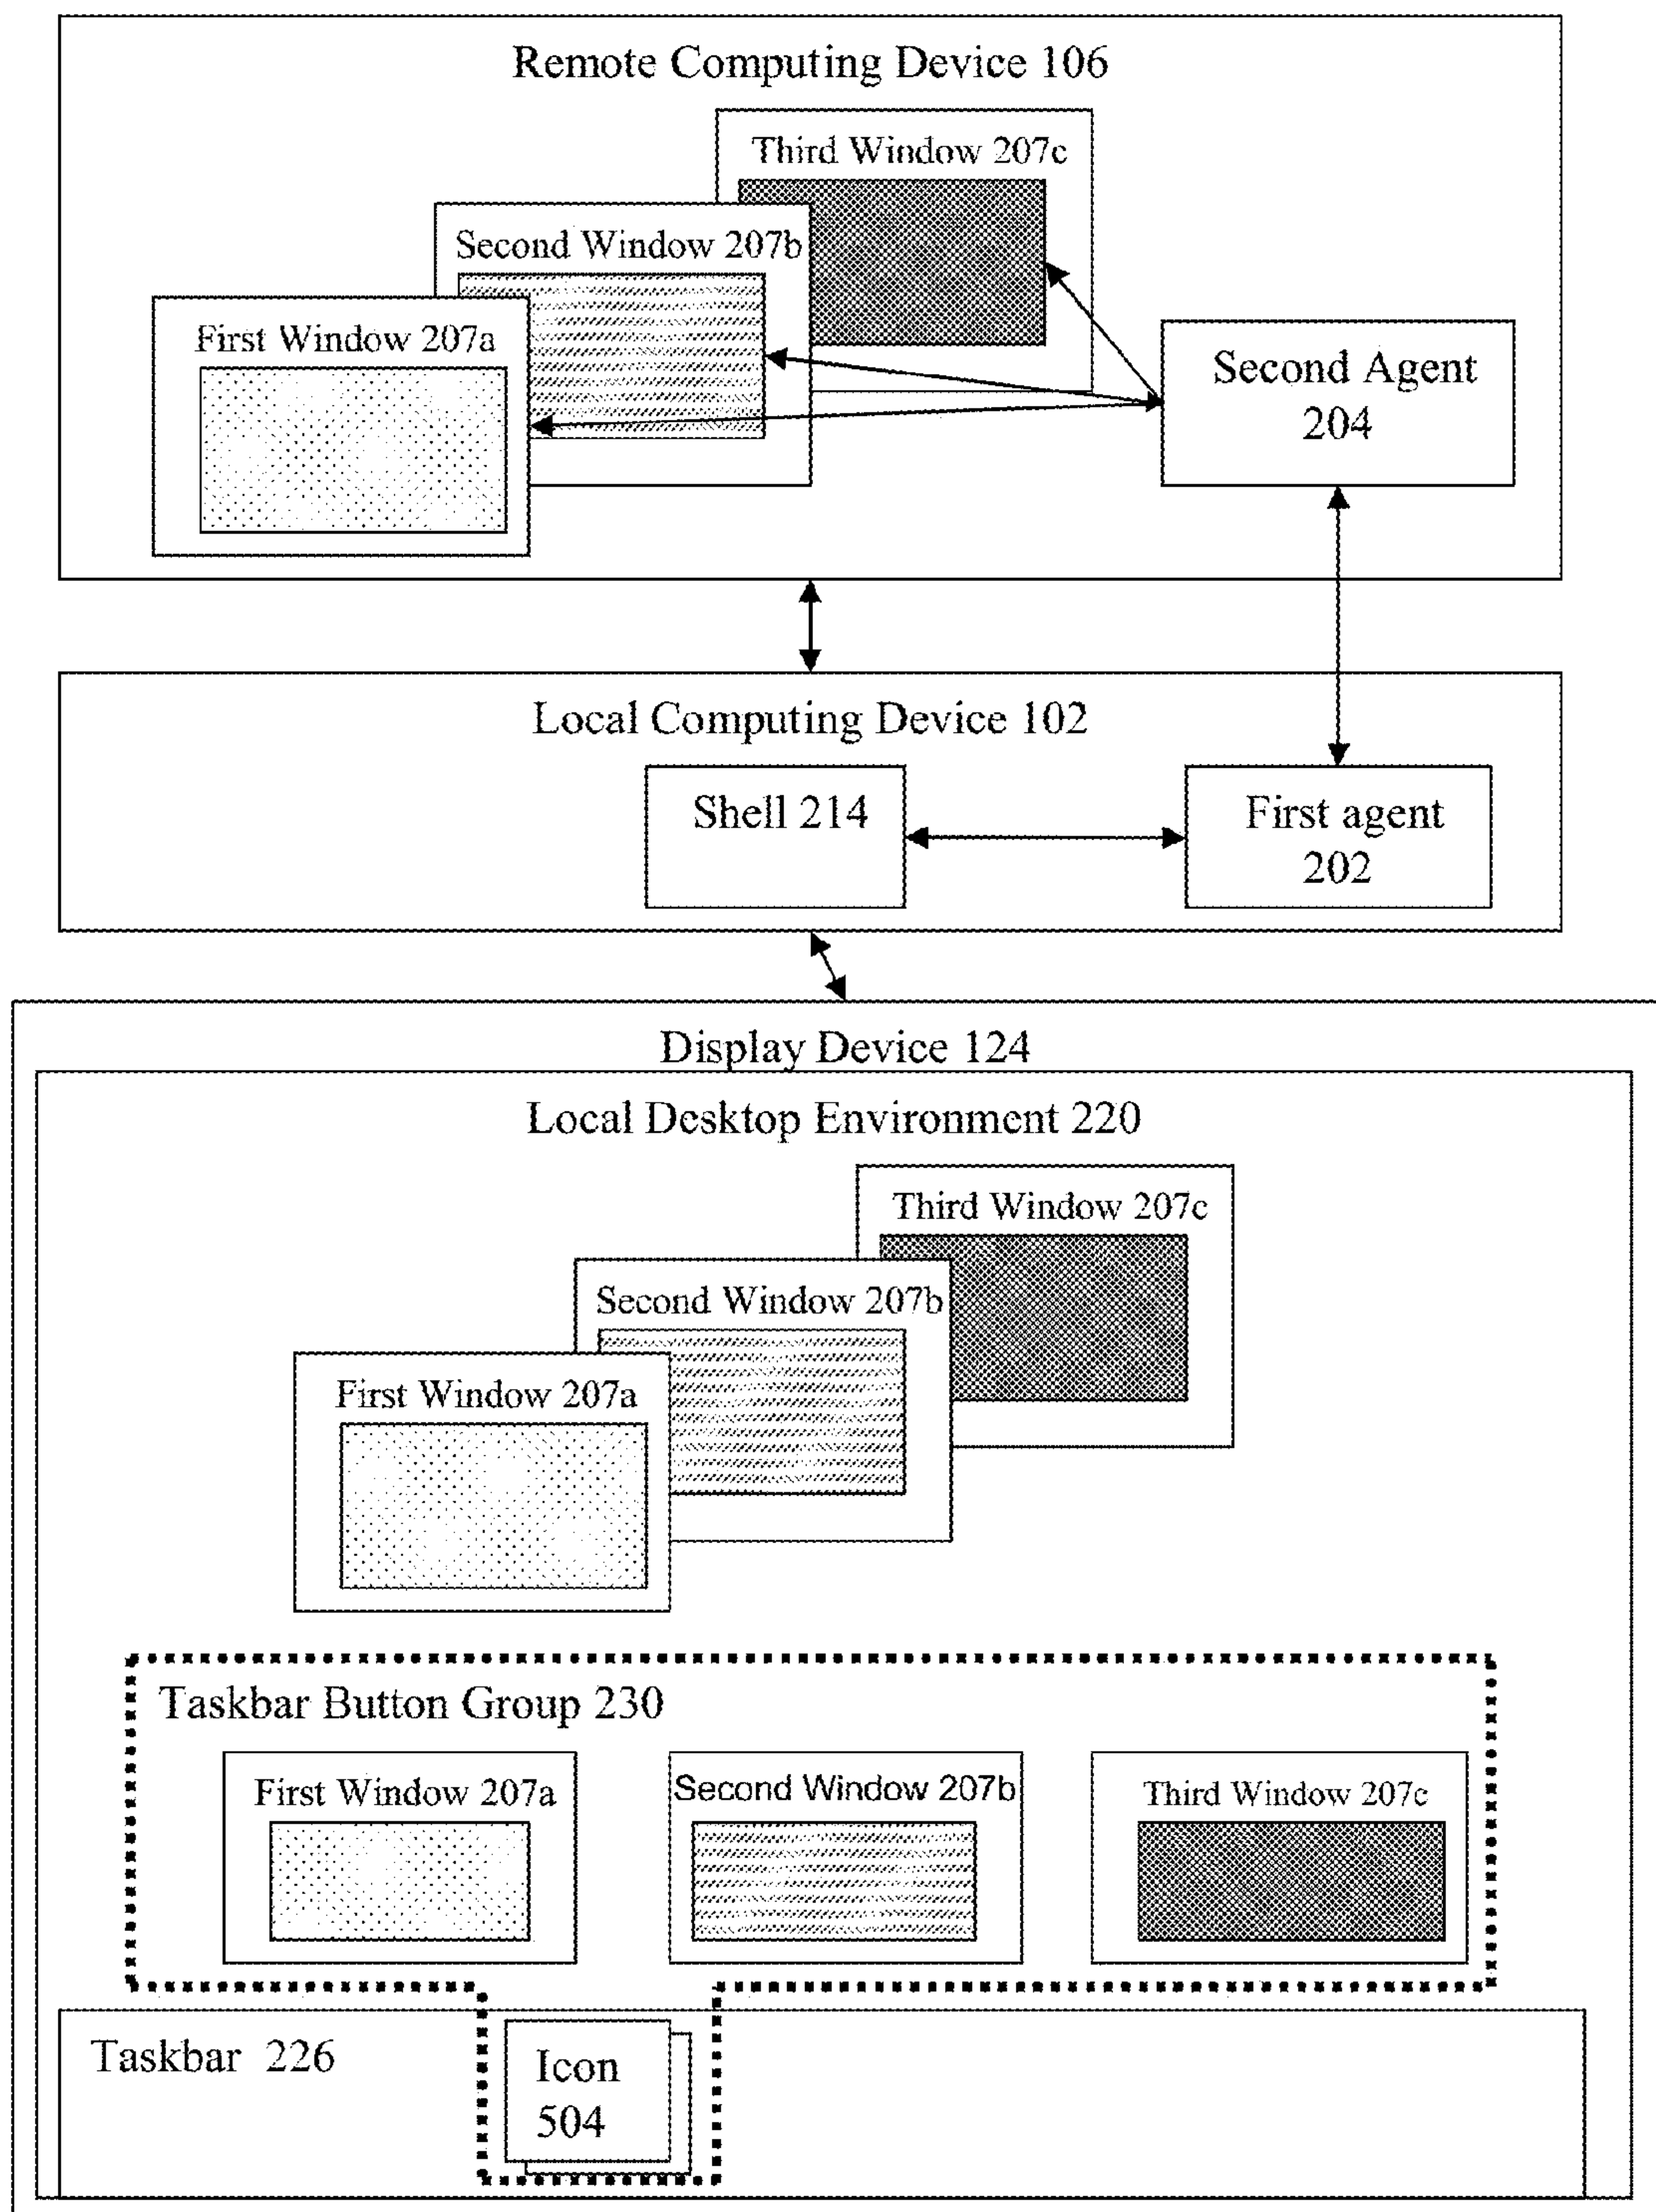 Remote Computing Device 106
Third Window 207c
Second Window 207b
First Window 207a
Second Agent
204
Local Computing Device 102
Shell 214
First agent
202
Display Device 124
Local Desktop Environment 220
Third Window 207c
Second Window 207b
First Window 207a
Taskbar Button Group 230
First Window 207a
Second Window 207b
Third Window 207c
Taskbar 226
Icon
504